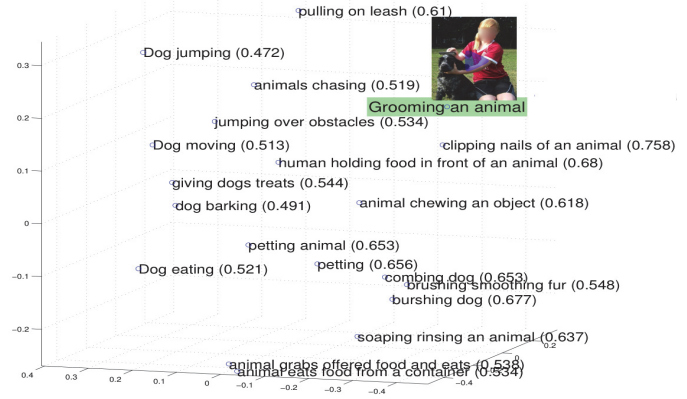 pulling on leash (0.61)
Dog jumping (0.472)
0.3
animals chasing (0.519)
Grooming an animal
0.2
jumping over obstacles (0.534)
Dog moving (0.513)
clipping nails of an animal (0.758)
0.1
human holding food in front of an animal (0.68)
giving dogs treats (0.544)
dog barking (0.491)
animal chewing an object (0.618)
0
petting animal (0.653)
petting (0.656)
Dog eating (0.521)
−0.1
combing dog (0.653)
brushing smoothing fur (0.548)
burshing dog (0.677)
−0.2
soaping rinsing an animal (0.637)
0.2
0
animal grabs offered food and eats (0.538)
animal eats food from a container (0.534)
0.4
0.3
0.2
0.1
0
−0.1
−0.2
−0.3
−0.4
−0.4